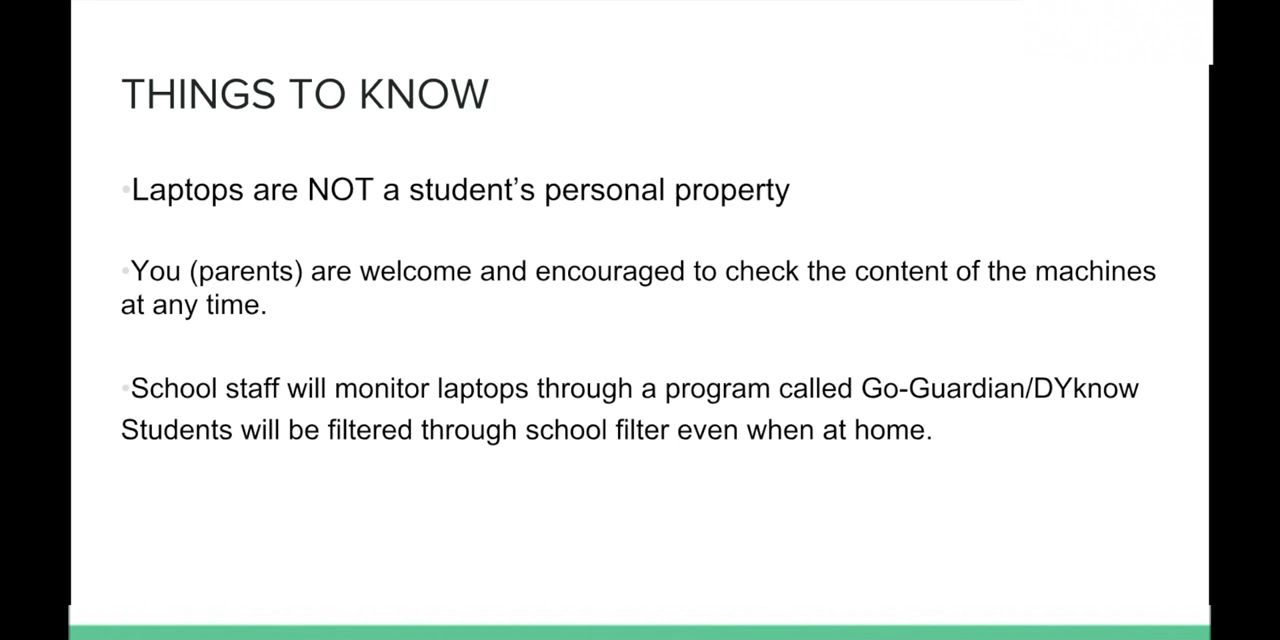 THINGS TO KNOW
•Laptops are NOT a student’s personal property
•You (parents) are welcome and encouraged to check the content of the machines
at any time.
•School staff will monitor laptops through a program called Go-Guardian/DYknow
Students will be filtered through school filter even when at home.